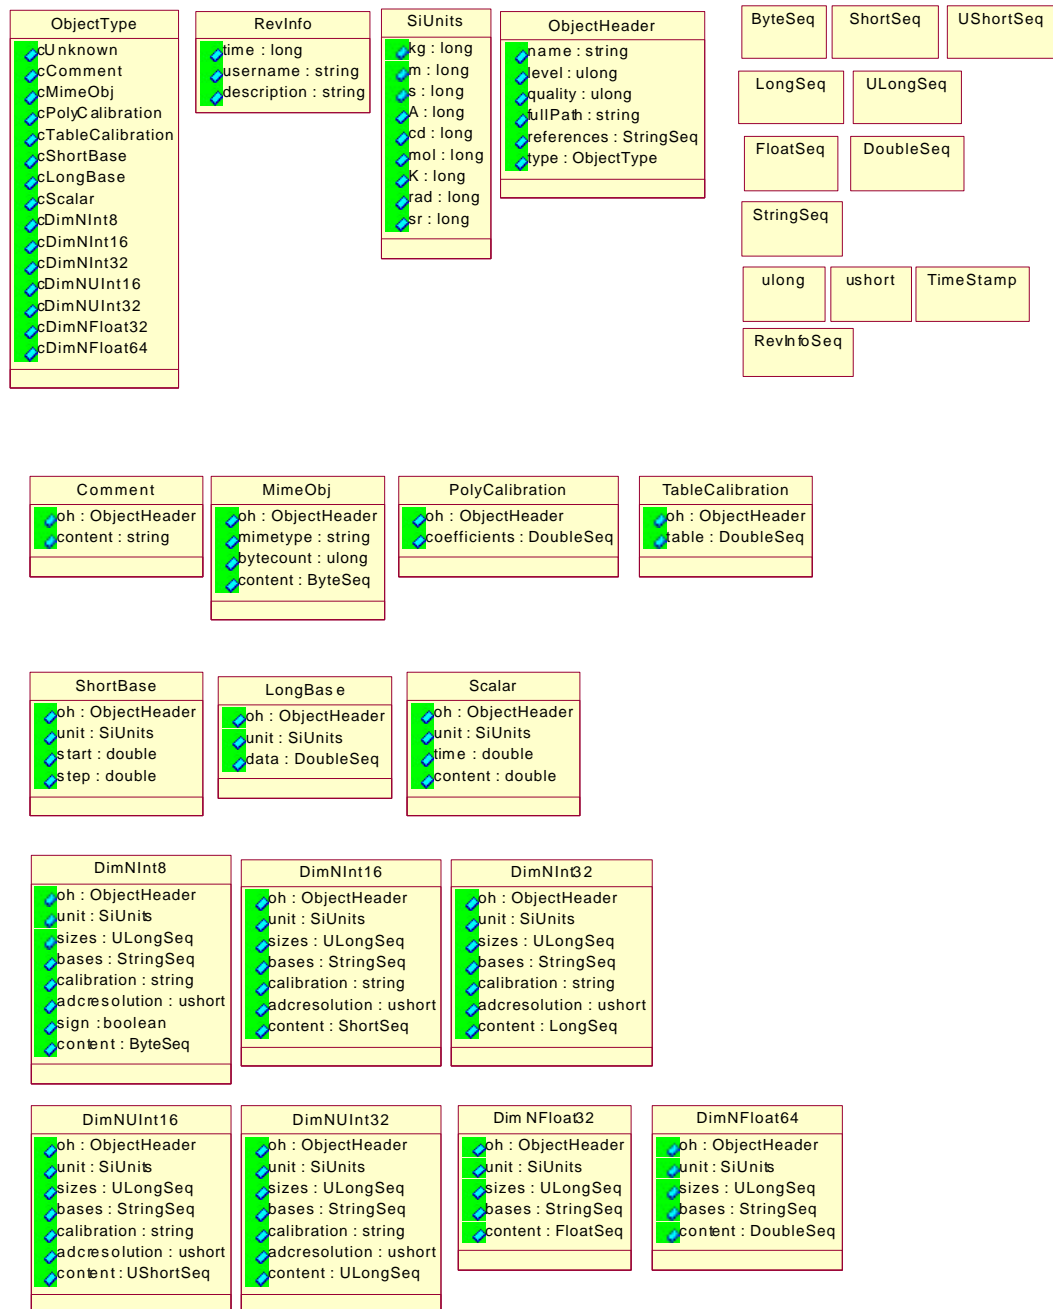 ObjectType
cUnknown
cComment
cMimeObj
cPolyCalibration
cTableCalibration
cShortBase
cLongBase
cScalar
cDimNInt8
cDimNInt16
cDimNInt32
cDimNUInt16
cDimNUInt32
cDimNFloat32
cDimNFloat64
RevInfo
time : long
username : string
description : string
SiUnits
kg : long
m : long
s : long
A : long
cd : long
mol : long
K : long
rad : long
sr : long
ObjectHeader
name : string
level : ulong
quality : ulong
fullPath : string
references : StringSeq
type : ObjectType
ByteSeq
ShortSeq
UShortSeq
LongSeq
ULongSeq
FloatSeq
DoubleSeq
StringSeq
ulong
ushort
TimeStamp
RevInfoSeq
Comment
oh : ObjectHeader
content : string
MimeObj
oh : ObjectHeader
mimetype : string
bytecount : ulong
content : ByteSeq
PolyCalibration
oh : ObjectHeader
coefficients : DoubleSeq
TableCalibration
oh : ObjectHeader
table : DoubleSeq
ShortBase
oh : ObjectHeader
unit : SiUnits
start : double
step : double
LongBase
oh : ObjectHeader
unit : SiUnits
data : DoubleSeq
Scalar
oh : ObjectHeader
unit : SiUnits
time : double
content : double
DimNInt8
oh : ObjectHeader
unit : SiUnits
sizes : ULongSeq
bases : StringSeq
calibration : string
adcresolution : ushort
sign : boolean
content : ByteSeq
DimNInt16
oh : ObjectHeader
unit : SiUnits
sizes : ULongSeq
bases : StringSeq
calibration : string
adcresolution : ushort
content : ShortSeq
DimNInt32
oh : ObjectHeader
unit : SiUnits
sizes : ULongSeq
bases : StringSeq
calibration : string
adcresolution : ushort
content : LongSeq
DimNUInt16
oh : ObjectHeader
unit : SiUnits
sizes : ULongSeq
bases : StringSeq
calibration : string
adcresolution : ushort
content : UShortSeq
DimNUInt32
oh : ObjectHeader
unit : SiUnits
sizes : ULongSeq
bases : StringSeq
calibration : string
adcresolution : ushort
content : ULongSeq
DimNFloat32
oh : ObjectHeader
unit : SiUnits
sizes : ULongSeq
bases : StringSeq
content : FloatSeq
DimNFloat64
oh : ObjectHeader
unit : SiUnits
sizes : ULongSeq
bases : StringSeq
content : DoubleSeq